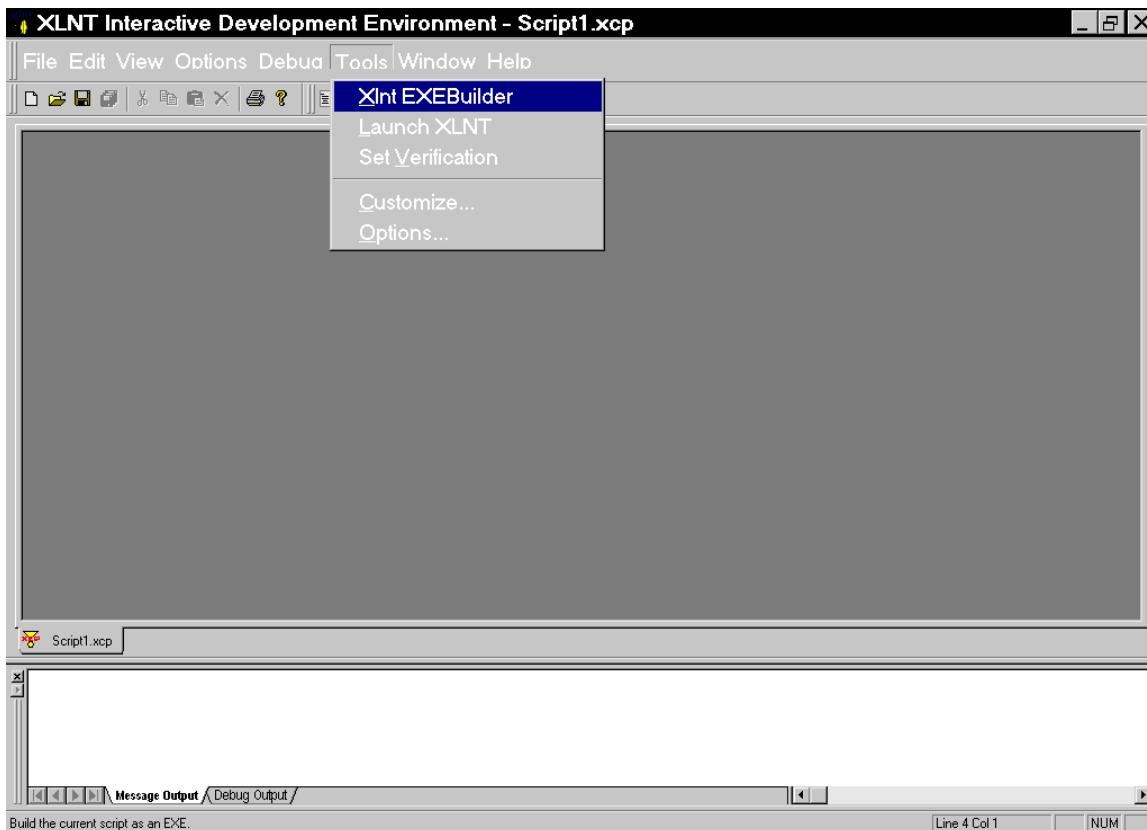 XLNT Interactive Development Environment - Script1.xcp
File Edit View Options Debug Tools Window Help
Xlnt EXEBuilder
Launch XLNT
Set Verification
Customize...
Options...
Script1.xcp
Message Output Debug Output
Build the current script as an EXE. Line 4 Col 1 NUM